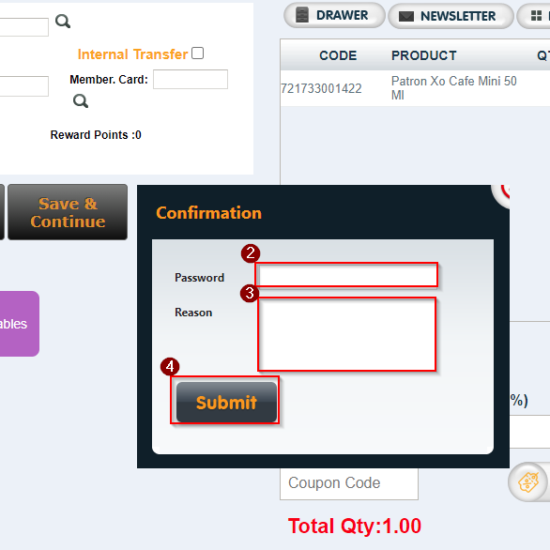 DRAWER
NEWSLETTER
Internal Transfer
Member. Card:
Reward Points :0
CODE PRODUCT
721733001422 Patron Xo Cafe Mini 50
Ml
Save &
Continue
Confirmation
2
Password
3
Reason
4
Submit
ables
%)
Coupon Code
Total Qty:1.00